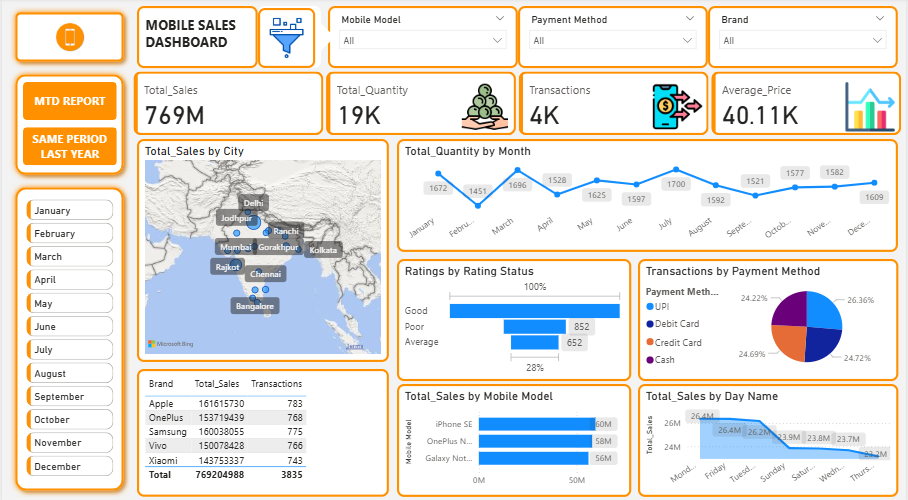 MOBILE SALES
DASHBOARD
Mobile Model
All
Payment Method
All
Brand
All
MTD REPORT
SAME PERIOD
LAST YEAR
January
February
March
April
May
June
July
August
September
October
November
December
Total_Sales
769M
Total_Quantity
19K
Transactions
4K
Average_Price
40.11K
Total_Sales by City
Delhi
Jodhpur
Ranchi
Mumbai
Gorakhpur
Kolkata
Rajkot
Chennai
Bangalore
Microsoft Bing
Total_Quantity by Month
1672
1451
1696
1528
1625
1597
1700
1592
1521
1577
1582
1609
January
Febru...
March
April
May
June
July
August
Septe...
Octob...
Nove...
Dece...
Ratings by Rating Status
100%
Good
Poor
852
Average
652
28%
Transactions by Payment Method
Payment Meth...
UPI
Debit Card
Credit Card
Cash
24.22%
26.36%
24.69%
24.72%
Brand Total_Sales Transactions
Apple 161615730 783
OnePlus 153719439 768
Samsung 160038055 775
Vivo 150078428 766
Xiaomi 143753337 743
Total 769204988 3835
Total_Sales by Mobile Model
Mobile Model
iPhone SE 60M
OnePlus N... 58M
Galaxy Not... 56M
0M 50M
Total_Sales by Day Name
Total_Sales
26M
24M
26.4M
26.4M
26.2M
23.9M
23.8M
23.7M
23.2M
Mond...
Friday
Tuesd...
Sunday
Satur...
Wedn...
Thurs...